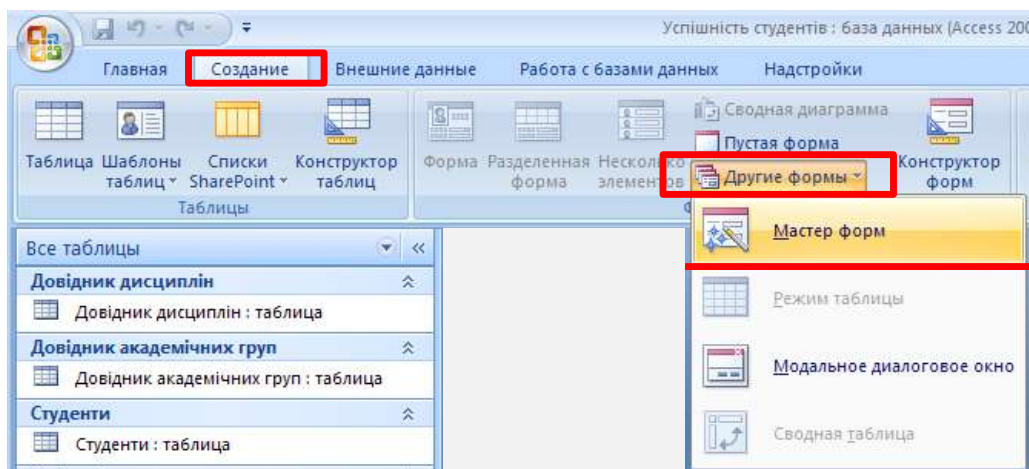 Успішність студентів : база данных (Access 200
Главная Создание Внешние данные Работа с базами данных Надстройки
Таблица Шаблоны таблиц Списки SharePoint Конструктор таблиц
Таблицы
Форма Разделенная форма Несколько элементов
Сводная диаграмма
Пустая форма
Другие формы
Конструктор форм
Мастер форм
Режим таблицы
Модальное диалоговое окно
Сводная таблица
Все таблицы
Довідник дисциплін
Довідник дисциплін : таблица
Довідник академічних груп
Довідник академічних груп : таблица
Студенти
Студенти : таблица